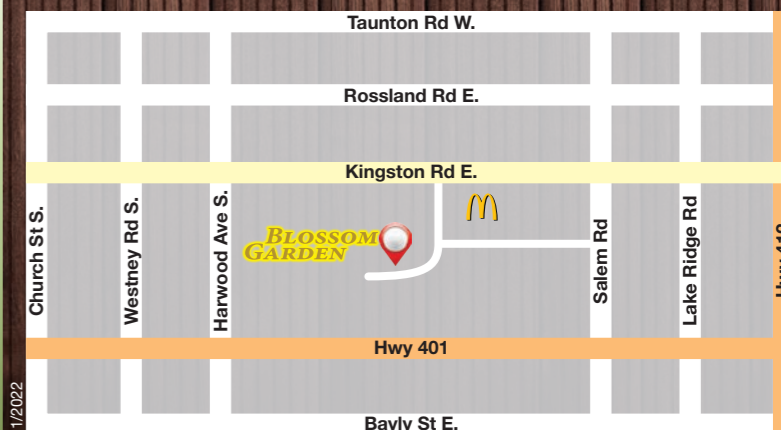 Taunton Rd W.
Rossland Rd E.
Kingston Rd E.
Church St S.
Westney Rd S.
Harwood Ave S.
BLOSSOM
GARDEN
Salem Rd
Lake Ridge Rd
Hwy 401
Bayly St E.
1/2022